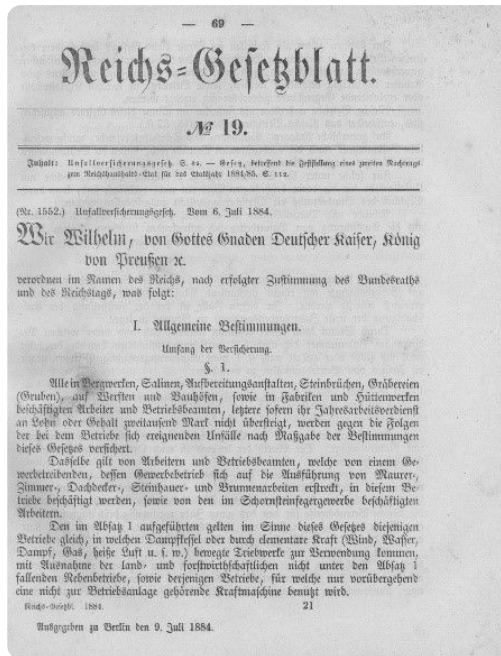 — 69 —
Reichs=Gesetzblatt.
№ 19.
Inhalt: Unfallversicherungsgesetz. S. 69. — Gesetz, betreffend die Feststellung eines zweiten Nachtrags
zum Reichshaushalts-Etat für das Etatsjahr 1884/85. S. 112.
(Nr. 1552.) Unfallversicherungsgesetz. Vom 6. Juli 1884.
Wir Wilhelm, von Gottes Gnaden Deutscher Kaiser, König
von Preußen ꝛc.
verordnen im Namen des Reichs, nach erfolgter Zustimmung des Bundesraths
und des Reichstags, was folgt:
I. Allgemeine Bestimmungen.
Umfang der Versicherung.
§. 1.
Alle in Bergwerken, Salinen, Aufbereitungsanstalten, Steinbrüchen, Gräbereien
(Gruben), auf Werften und Bauhöfen, sowie in Fabriken und Hüttenwerken
beschäftigten Arbeiter und Betriebsbeamten, letztere sofern ihr Jahresarbeitsverdienst
an Lohn oder Gehalt zweitausend Mark nicht übersteigt, werden gegen die Folgen
der bei dem Betriebe sich ereignenden Unfälle nach Maßgabe der Bestimmungen
dieses Gesetzes versichert.
Dasselbe gilt von Arbeitern und Betriebsbeamten, welche von einem Ge-
werbetreibenden, dessen Gewerbebetrieb sich auf die Ausführung von Maurer-,
Zimmer-, Dachdecker-, Steinhauer- und Brunnenarbeiten erstreckt, in diesem Be-
triebe beschäftigt werden, sowie von den im Schornsteinfegergewerbe beschäftigten
Arbeitern.
Den im Absatz 1 aufgeführten gelten im Sinne dieses Gesetzes diejenigen
Betriebe gleich, in welchen Dampfkessel oder durch elementare Kraft (Wind, Wasser,
Dampf, Gas, heiße Luft u. s. w.) bewegte Triebwerke zur Verwendung kommen,
mit Ausnahme der land- und forstwirthschaftlichen nicht unter den Absatz 1
fallenden Nebenbetriebe, sowie derjenigen Betriebe, für welche nur vorübergehend
eine nicht zur Betriebsanlage gehörende Kraftmaschine benutzt wird.
Reichs-Gesetzbl. 1884. 21
Ausgegeben zu Berlin den 9. Juli 1884.